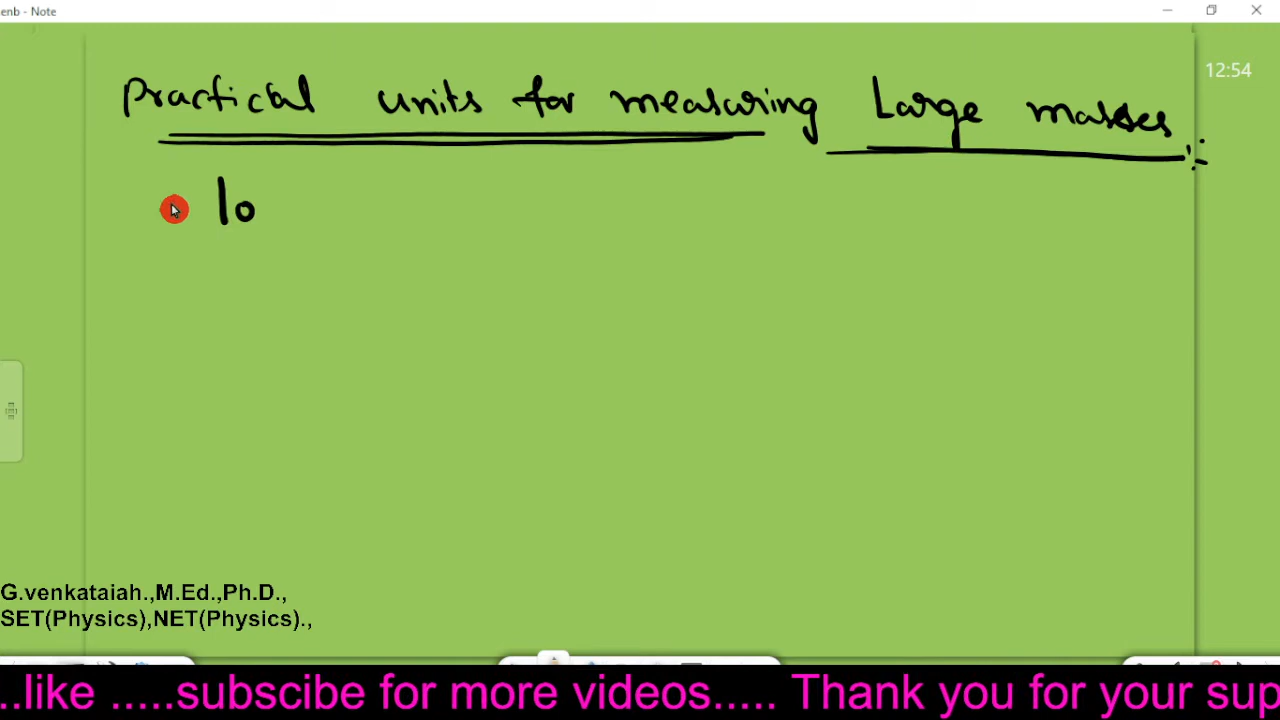 enb - Note
12:54
Practical units for measuring Large masses :-
10
G.venkataiah.,M.Ed.,Ph.D.,
SET(Physics),NET(Physics).,
..like .....subscibe for more videos..... Thank you for your sup